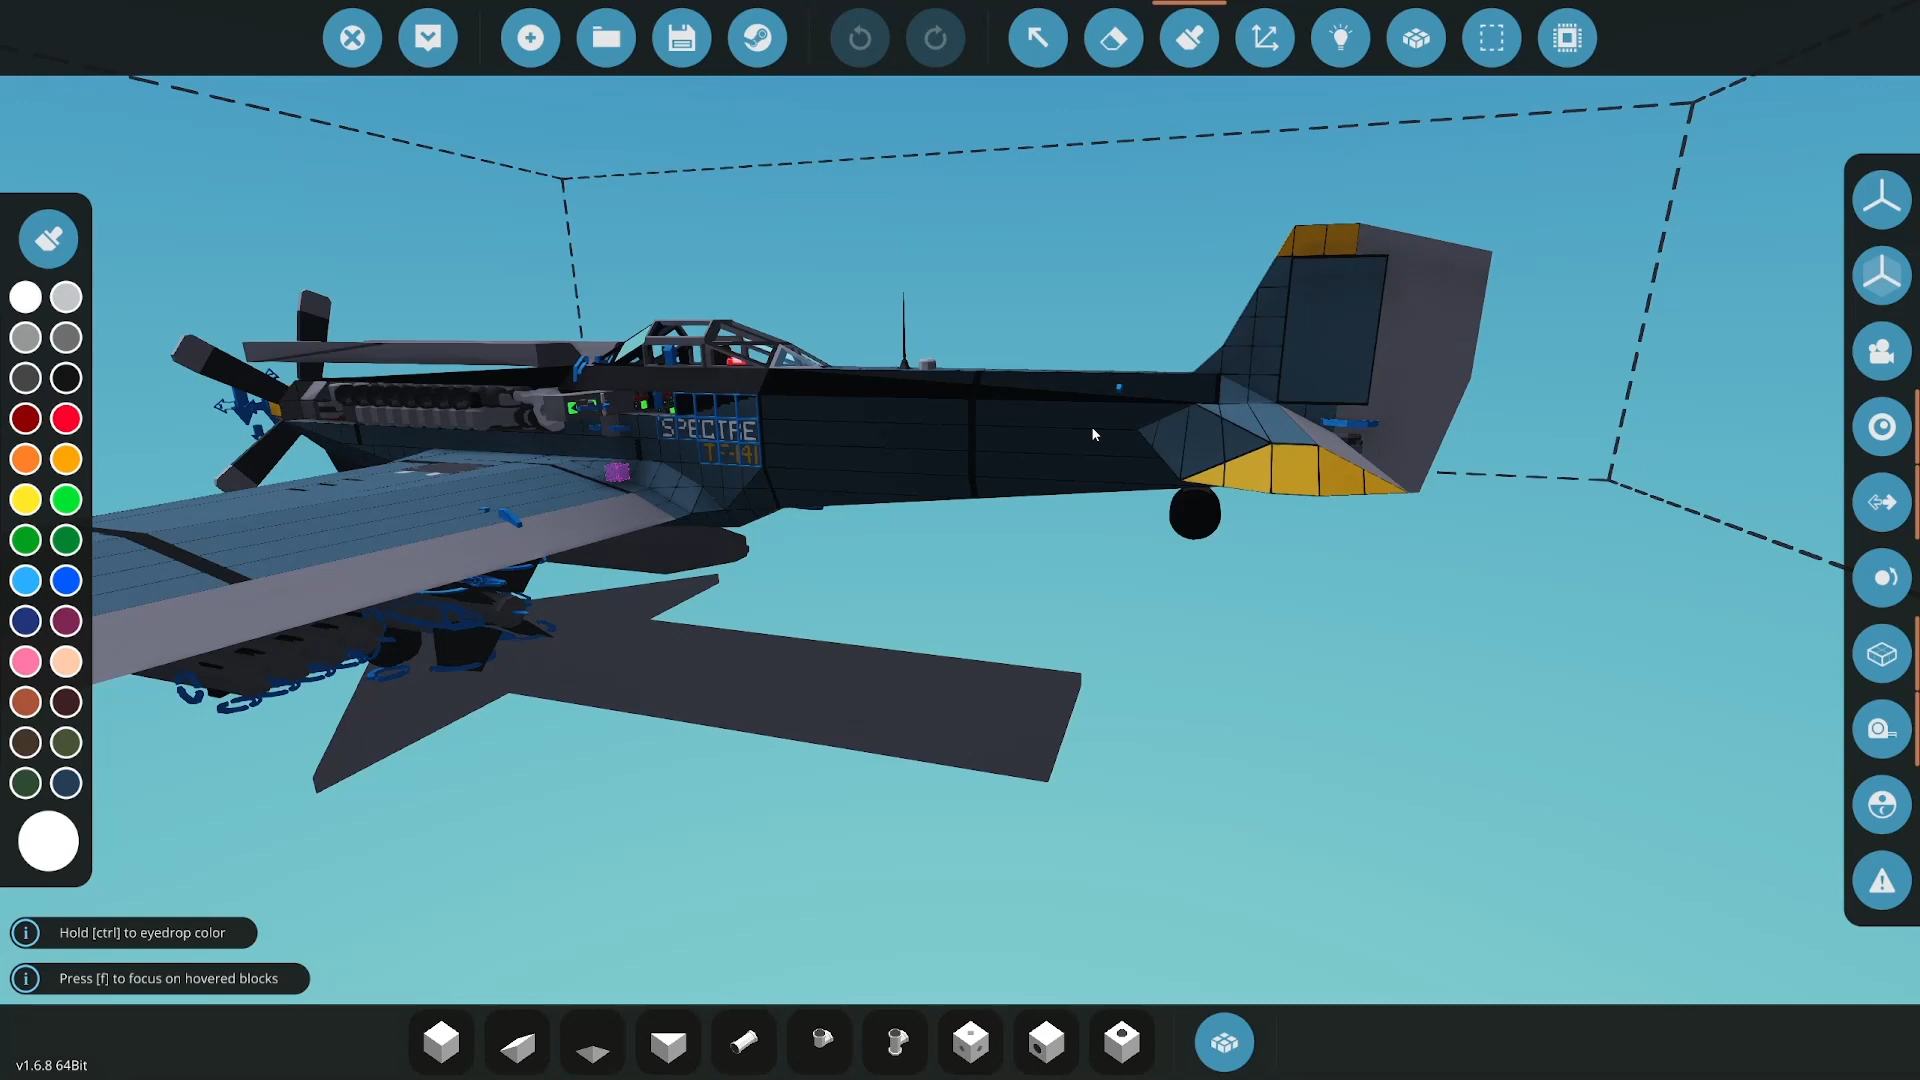 SPECTRE
TF-141
Hold [ctrl] to eyedrop color
Press [f] to focus on hovered blocks
v1.6.8 64Bit